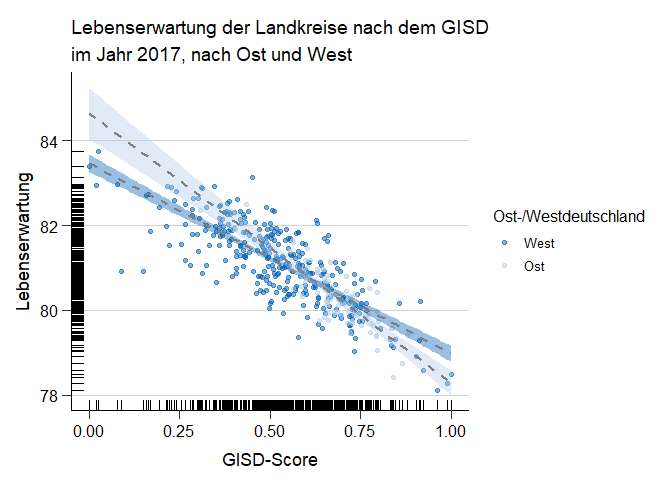 Lebenserwartung der Landkreise nach dem GISD
im Jahr 2017, nach Ost und West
Lebenserwartung
84
82
80
78
0.00 0.25 0.50 0.75 1.00
GISD-Score
Ost-/Westdeutschland
West
Ost